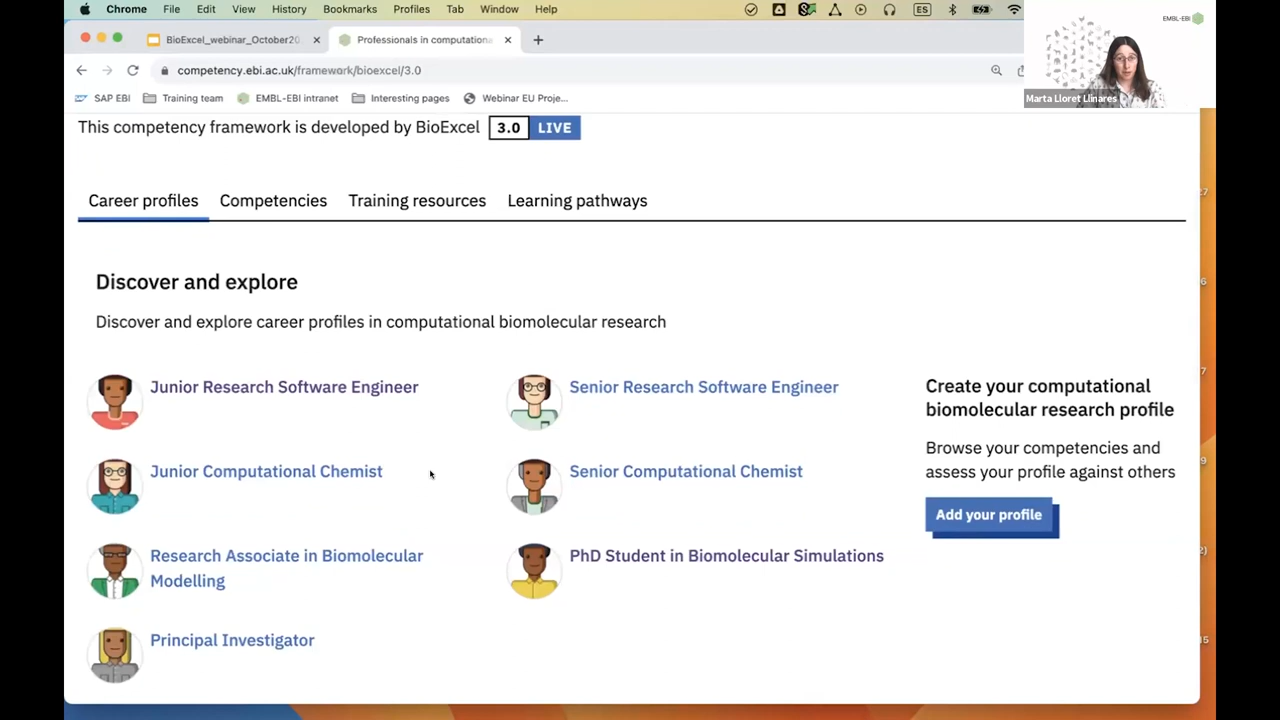 Chrome File Edit View History Bookmarks Profiles Tab Window Help ES
EMBL-EBI
BioExcel_webinar_October20
Professionals in computationa
competency.ebi.ac.uk/framework/bioexcel/3.0
SAP EBI Training team EMBL-EBI intranet Interesting pages Webinar EU Proje...
Marta Lloret Llinares
This competency framework is developed by BioExcel 3.0 LIVE
Career profiles Competencies Training resources Learning pathways
Discover and explore
Discover and explore career profiles in computational biomolecular research
Junior Research Software Engineer
Senior Research Software Engineer
Junior Computational Chemist
Senior Computational Chemist
Research Associate in Biomolecular
Modelling
PhD Student in Biomolecular Simulations
Principal Investigator
Create your computational
biomolecular research profile
Browse your competencies and
assess your profile against others
Add your profile